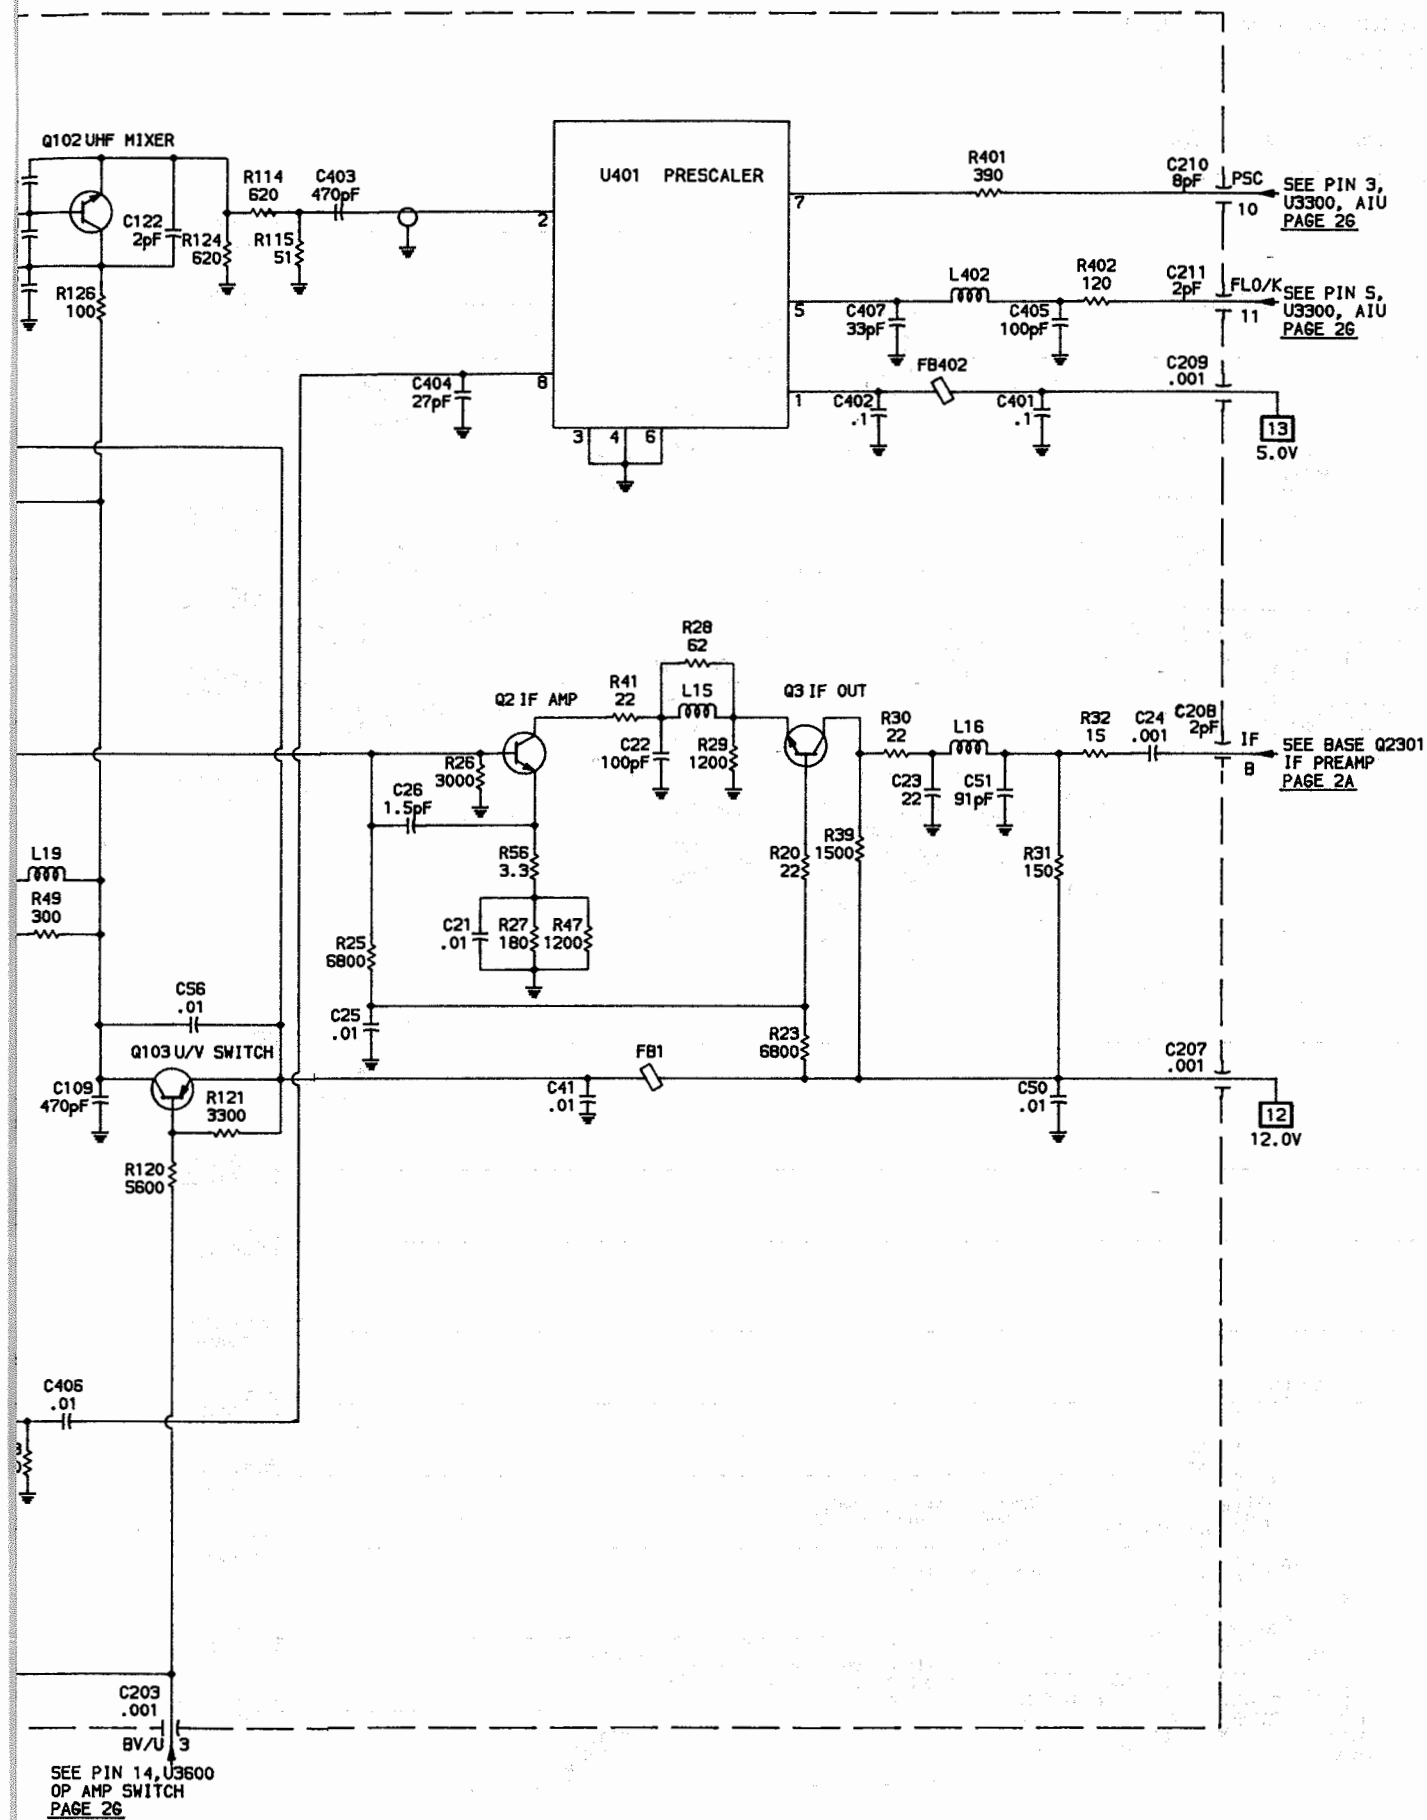 Q102 UHF MIXER
R114
620
C403
470pF
U401 PRESCALER
R401
390
C210
8pF
PSC
10
SEE PIN 3,
U3300, AIU
PAGE 2G
7
2
C122
2pF
R124
620
R115
51
R126
100
L402
R402
120
C211
2pF
FLO/K
11
SEE PIN 5,
U3300, AIU
PAGE 2G
5
C407
33pF
C405
100pF
C404
27pF
8
FB402
C209
.001
1
C402
.1
C401
.1
3
4
6
13
5.0V
R28
62
R41
22
L15
Q2 IF AMP
Q3 IF OUT
R30
22
L16
R32
15
C24
.001
C208
2pF
IF
8
SEE BASE Q2301
IF PREAMP
PAGE 2A
R26
3000
C22
100pF
R29
1200
C26
1.5pF
C23
22
C51
91pF
L19
R56
3.3
R20
22
R39
1500
R31
150
R49
300
R25
6800
C21
.01
R27
180
R47
1200
C56
.01
C25
.01
R23
6800
Q103 U/V SWITCH
FB1
C207
.001
C109
470pF
R121
3300
C41
.01
C50
.01
12
12.0V
R120
5600
C406
.01
C203
.001
BV/U
3
SEE PIN 14, U3600
OP AMP SWITCH
PAGE 2G